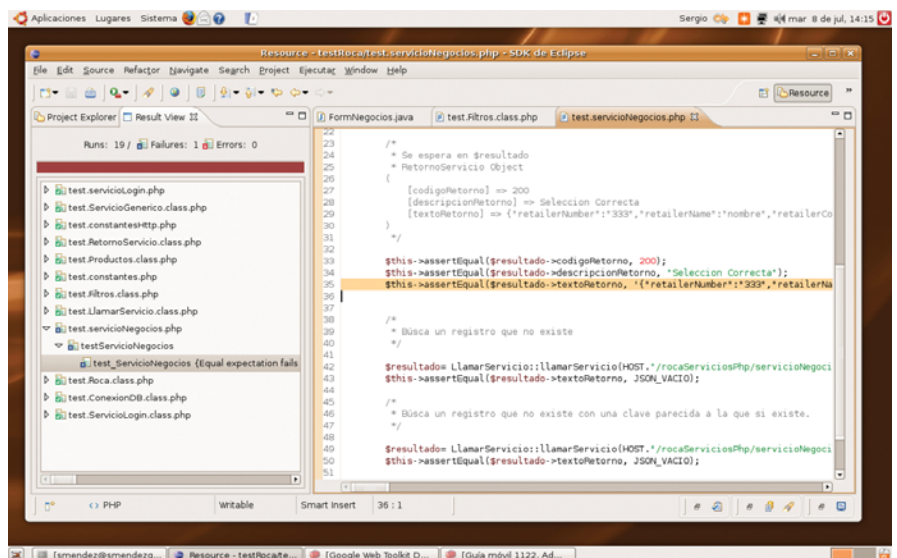 Aplicaciones Lugares Sistema Sergio mar 8 de jul, 14:15
Resource - testRoca/test.servicioNegocios.php - SDK de Eclipse
File Edit Source Refactor Navigate Search Project Ejecutar Window Help
Resource
Project Explorer Result View
FormNegocios.java test.Filtros.class.php test.servicioNegocios.php
Runs: 19 / Failures: 1 Errors: 0
test.servicioLogin.php
test.ServicioGenerico.class.php
test.constantesHttp.php
test.RetornoServicio.class.php
test.Productos.class.php
test.constantes.php
test.Filtros.class.php
test.LlamarServicio.class.php
test.servicioNegocios.php
testServicioNegocios
test_ServicioNegocios {Equal expectation fails
test.Roca.class.php
test.ConexionDB.class.php
test.ServicioLogin.class.php
22
23 /*
24 * Se espera en $resultado
25 * RetornoServicio Object
26 (
27 [codigoRetorno] => 200
28 [descripcionRetorno] => Seleccion Correcta
29 [textoRetorno] => {"retailerNumber":"333","retailerName":"nombre","retailerCo
30 )
31 */
32
33 $this->assertEqual($resultado->codigoRetorno, 200);
34 $this->assertEqual($resultado->descripcionRetorno, "Seleccion Correcta");
35 $this->assertEqual($resultado->textoRetorno, '{"retailerNumber":"333","retailerNa
36
37
38 /*
39 * Búsca un registro que no existe
40 */
41
42 $resultado= LlamarServicio::llamarServicio(HOST."/rocaServiciosPhp/servicioNegoci
43 $this->assertEqual($resultado->textoRetorno, JSON_VACIO);
44
45 /*
46 * Búsca un registro que no existe con una clave parecida a la que si existe.
47 */
48
49 $resultado= LlamarServicio::llamarServicio(HOST."/rocaServiciosPhp/servicioNegoci
50 $this->assertEqual($resultado->textoRetorno, JSON_VACIO);
51
PHP Writable Smart Insert 36 : 1
[smendez@smendezg... Resource - testRoca/te... [Google Web Toolkit D... [Guia móvil 1122, Ad...